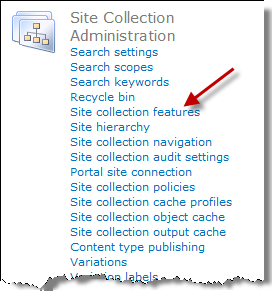 Site Collection
Administration
Search settings
Search scopes
Search keywords
Recycle bin
Site collection features
Site hierarchy
Site collection navigation
Site collection audit settings
Portal site connection
Site collection policies
Site collection cache profiles
Site collection object cache
Site collection output cache
Content type publishing
Variations
Variation labels